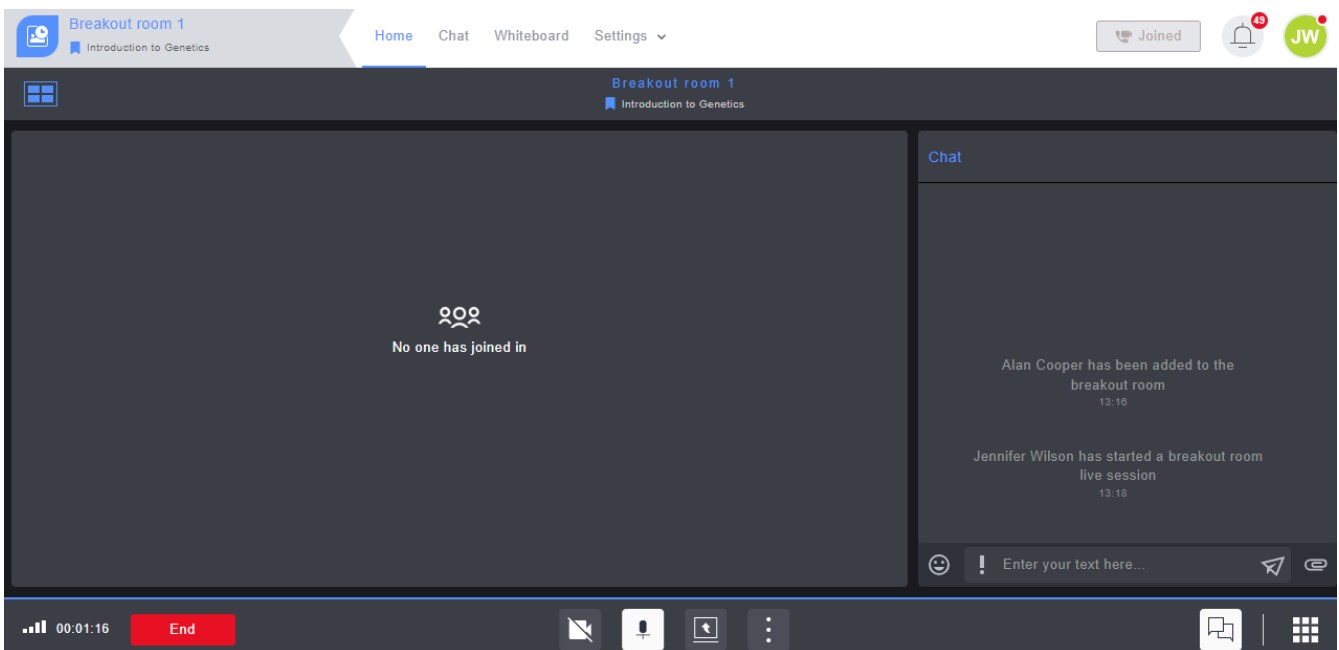 Breakout room 1
Introduction to Genetics
Home Chat Whiteboard Settings
Joined
49
JW
Breakout room 1
Introduction to Genetics
No one has joined in
Chat
Alan Cooper has been added to the
breakout room
13:16
Jennifer Wilson has started a breakout room
live session
13:18
Enter your text here...
00:01:16
End